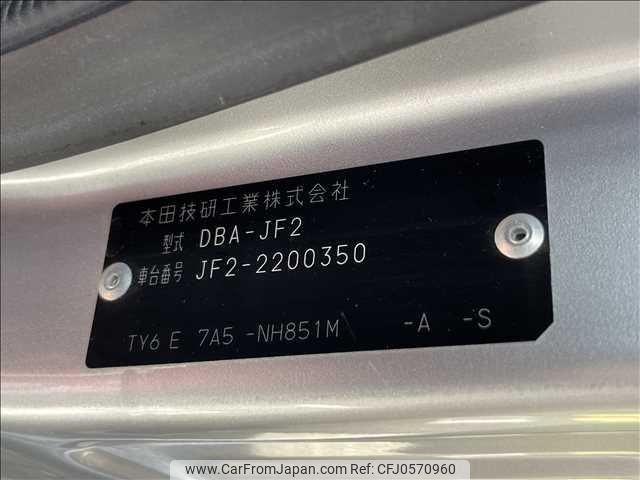 本田技研工業株式会社
型式 DBA-JF2
車台番号 JF2-2200350
TY6 E 7A5 -NH851M -A -S
www.CarFromJapan.com Ref:CFJ0570960